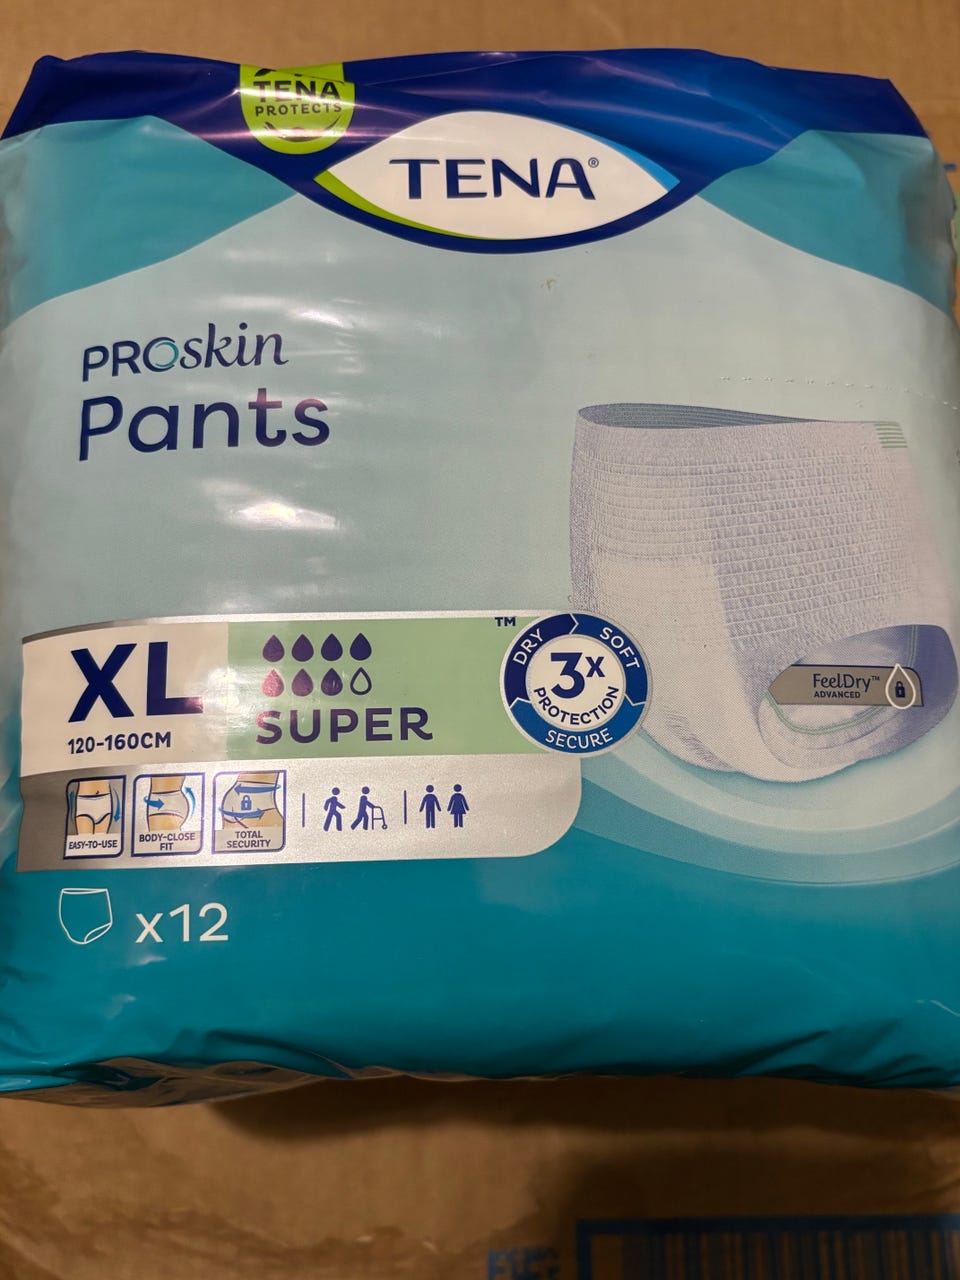 TENA
PROTECTS
TENA®
PROskin
Pants
XL
120-160CM
SUPER
™
DRY
SOFT
3x
PROTECTION
SECURE
FeelDry™
ADVANCED
EASY-TO-USE
BODY-CLOSE
FIT
TOTAL
SECURITY
x12